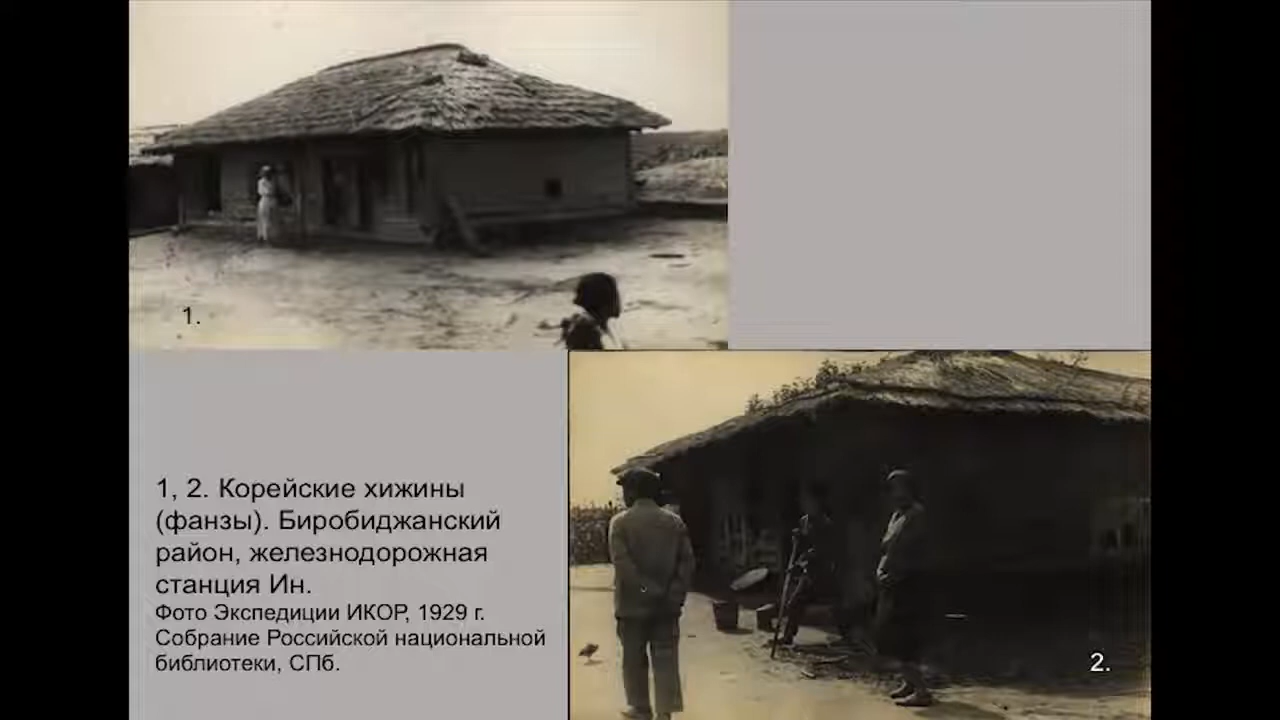 1.
1, 2. Корейские хижины
(фанзы). Биробиджанский
район, железнодорожная
станция Ин.
Фото Экспедиции ИКОР, 1929 г.
Собрание Российской национальной
библиотеки, СПб.
2.